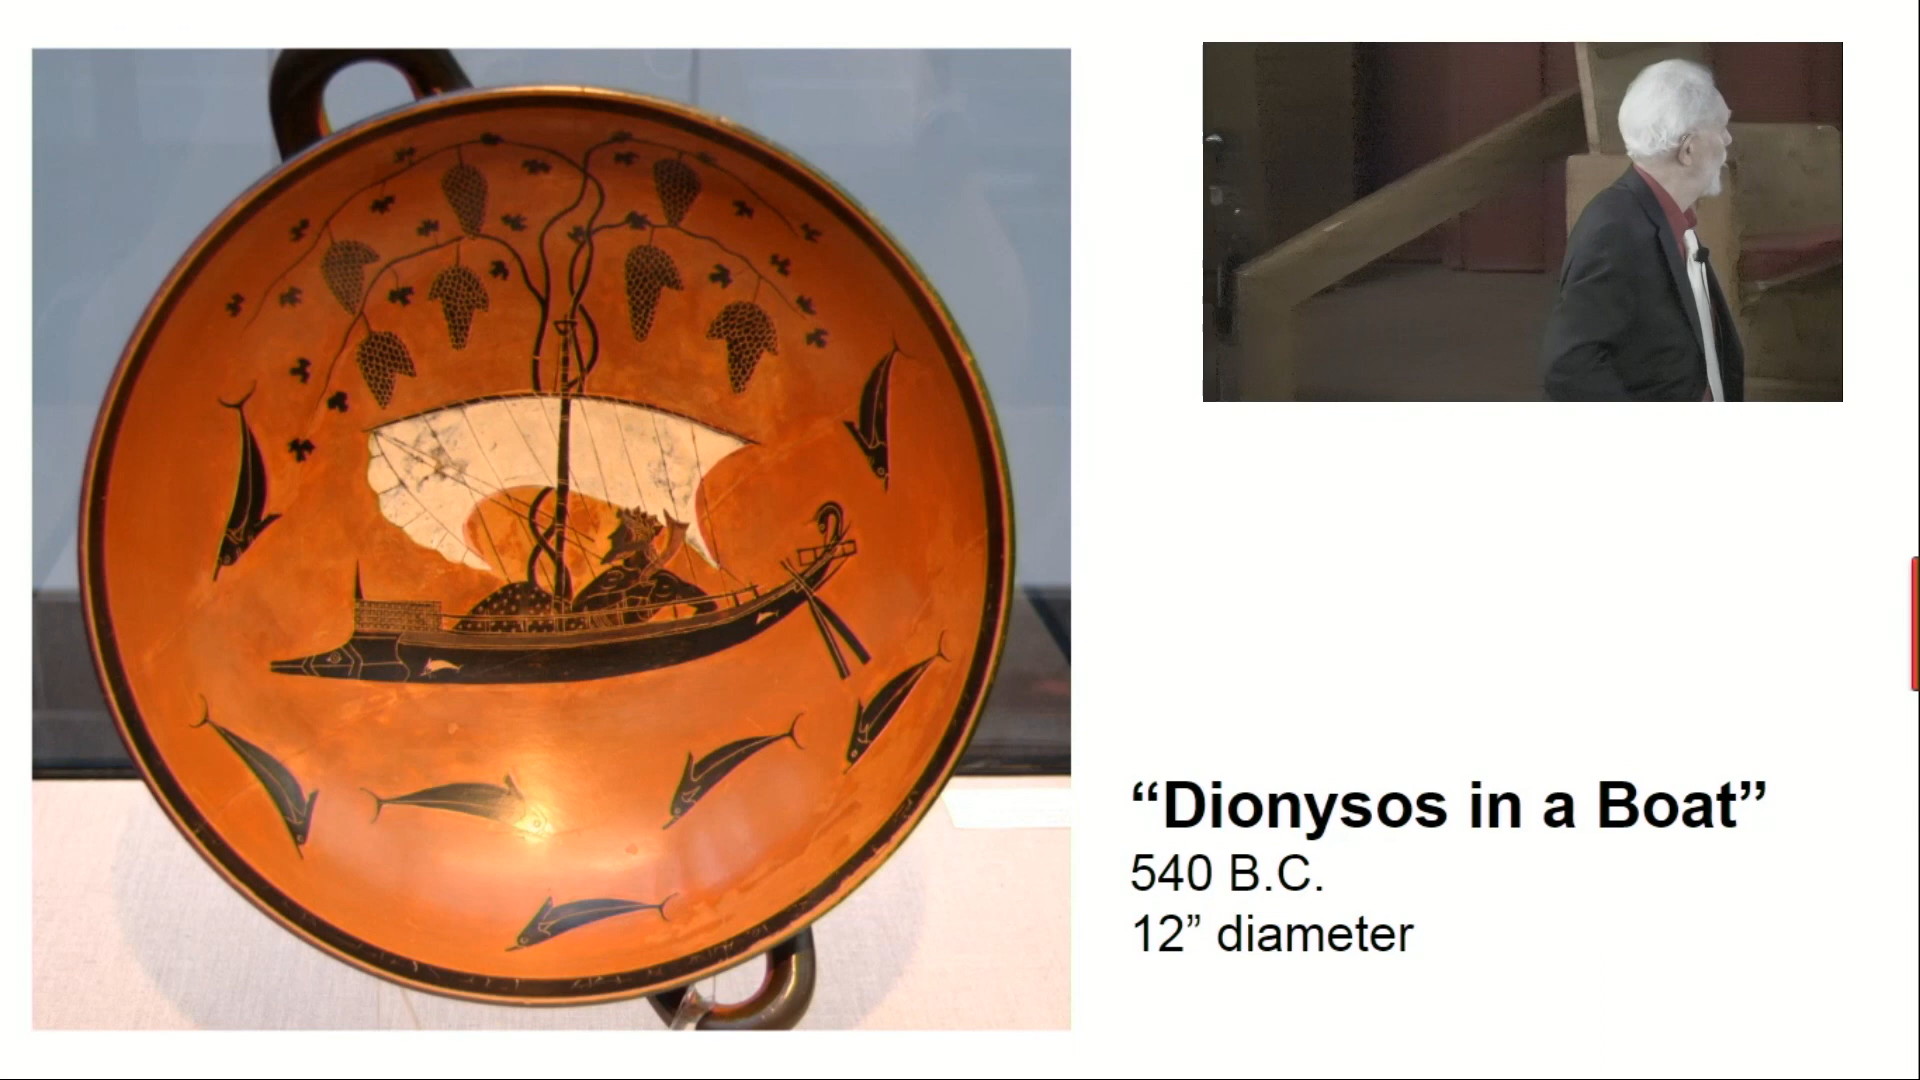 “Dionysos in a Boat”
540 B.C.
12” diameter